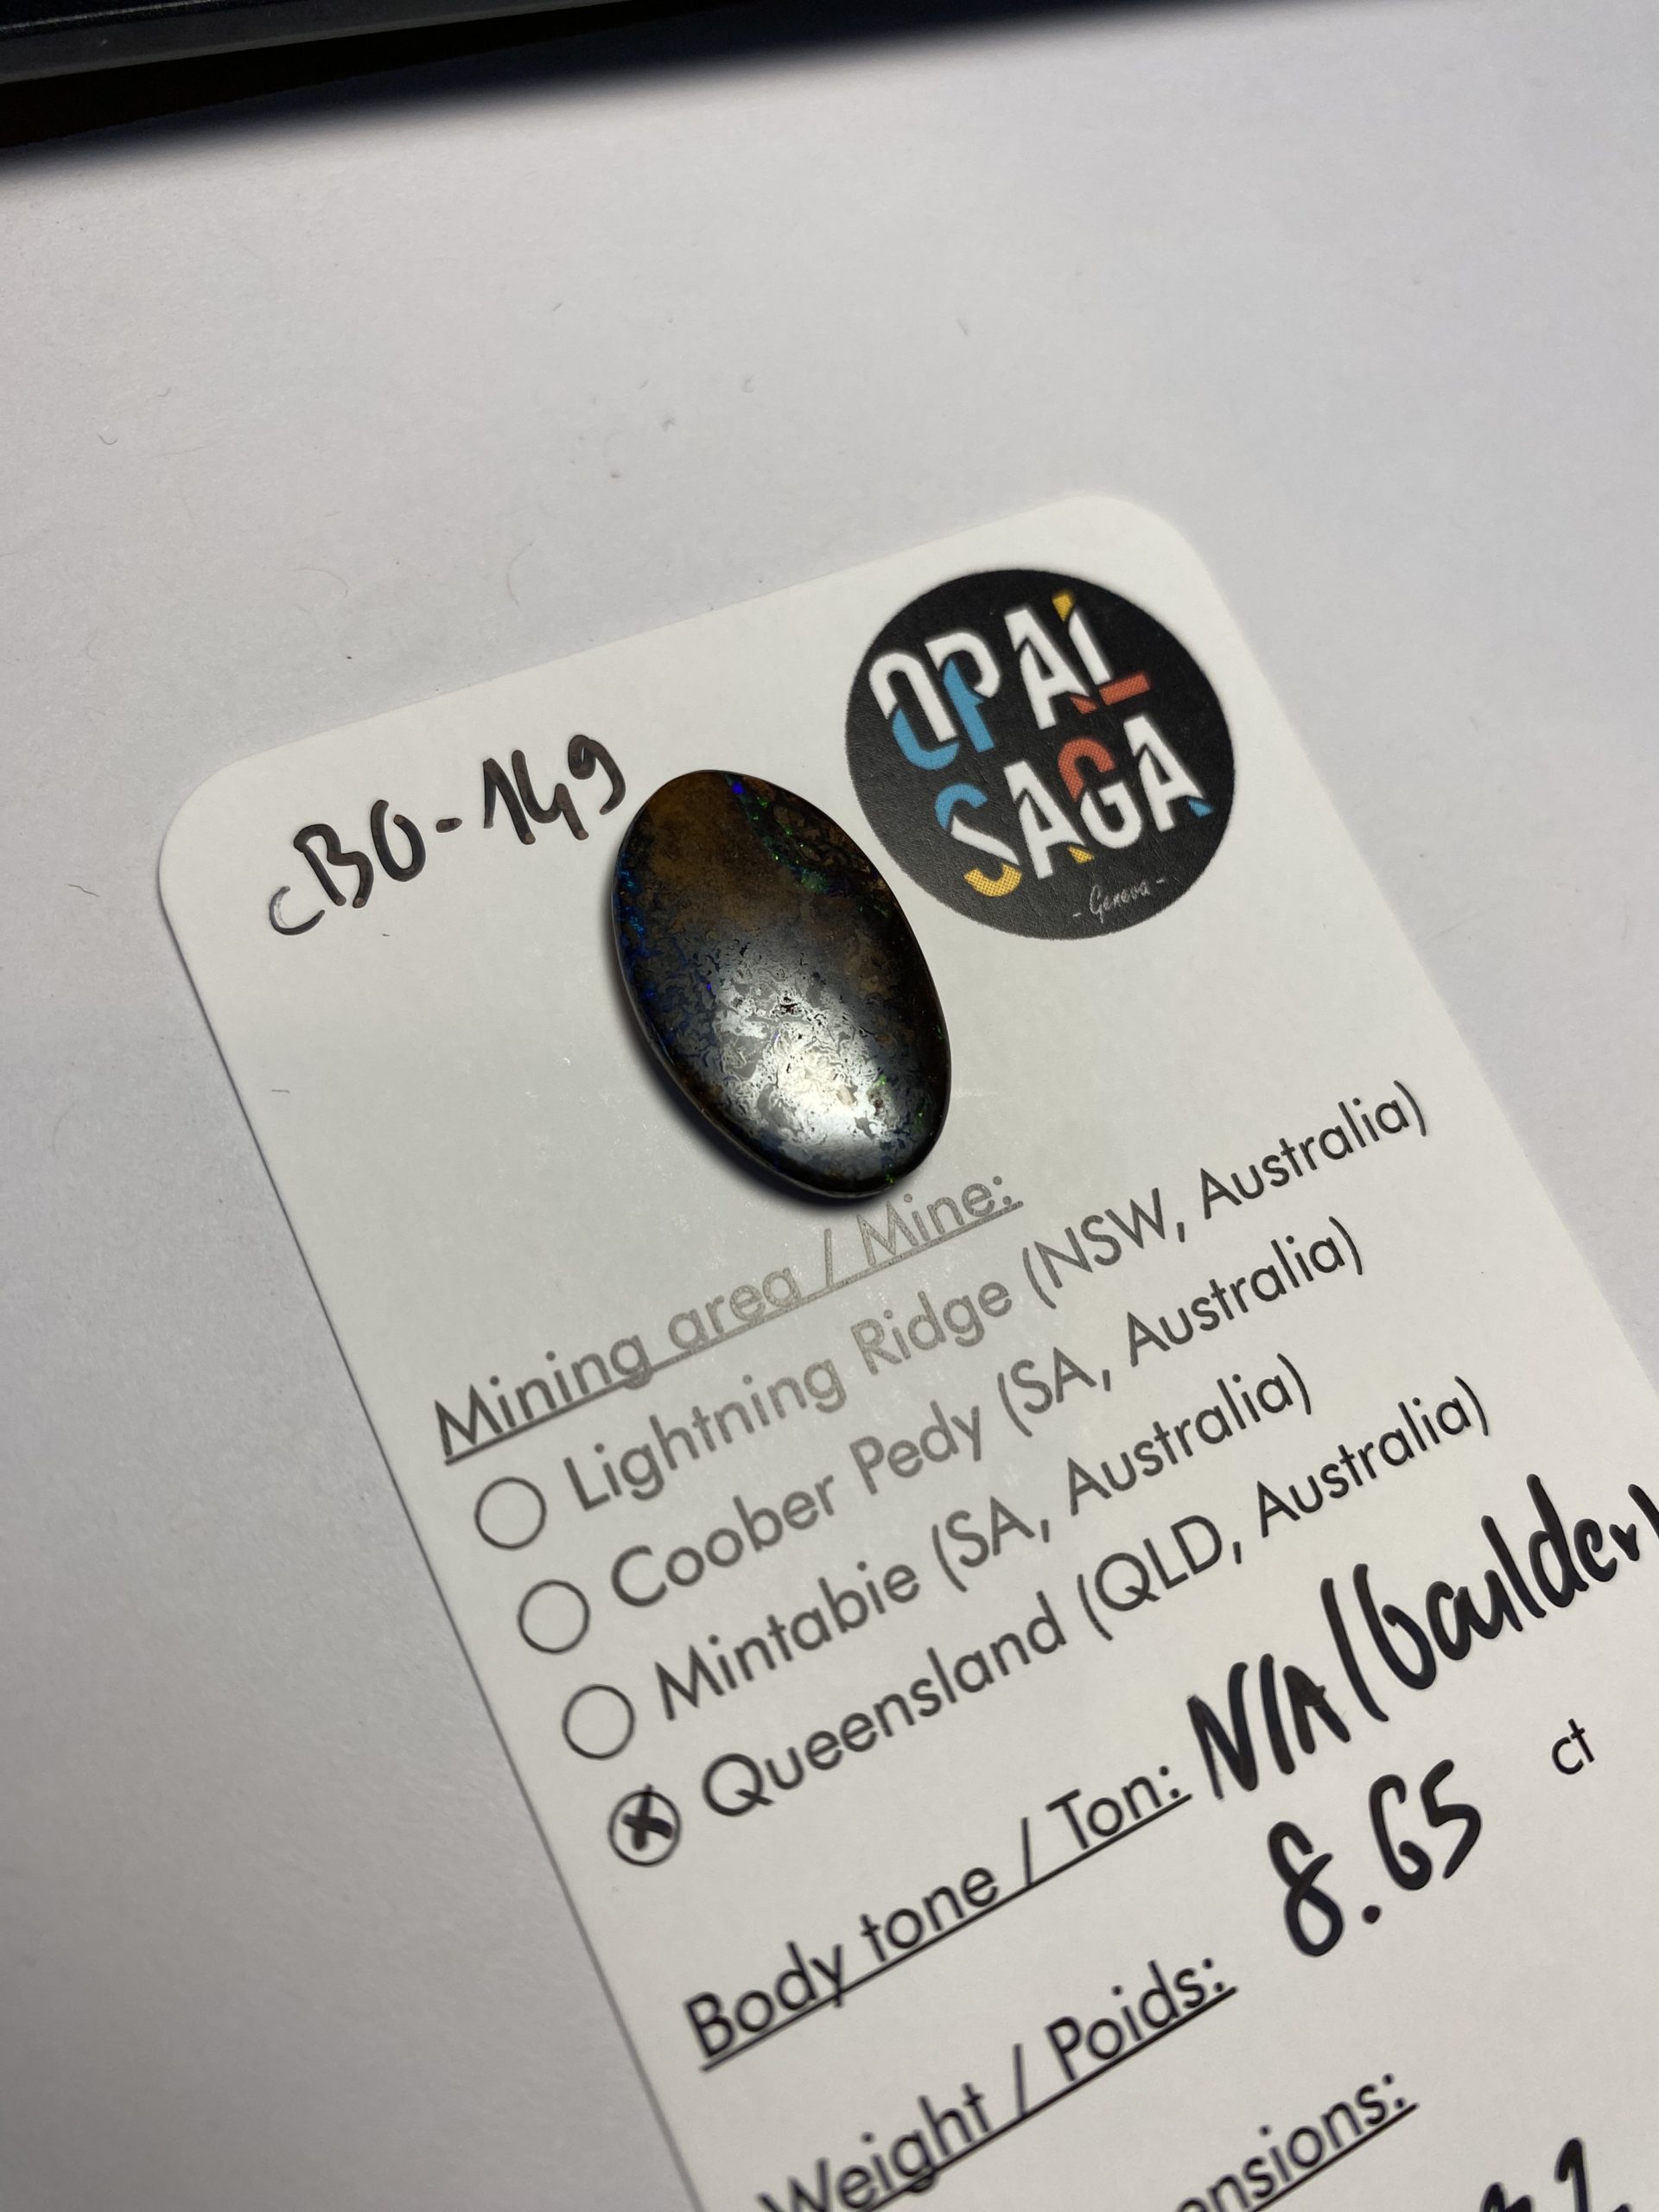 CBO-149
OPAL
SAGA
- Geneva -
Mining area / Mine:
Lightning Ridge (NSW, Australia)
Coober Pedy (SA, Australia)
Mintabie (SA, Australia)
X Queensland (QLD, Australia)
Body tone / Ton: N/A (boulder)
Weight / Poids: 8.65 ct